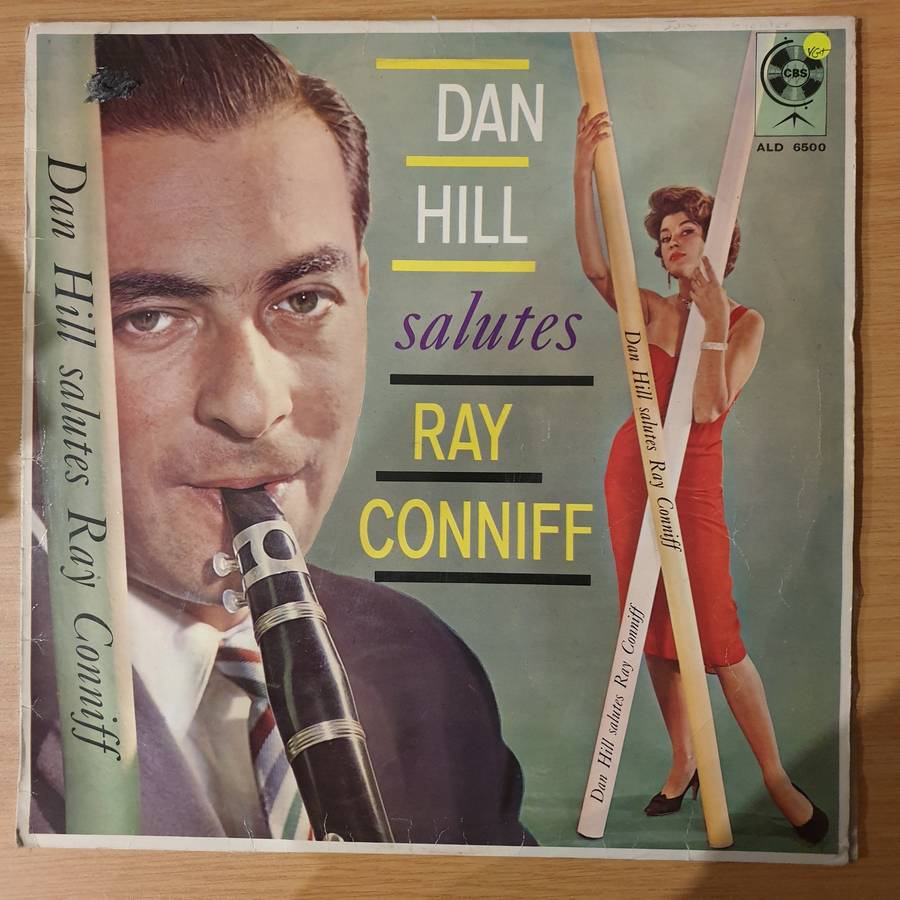 Dan Hill salutes Ray Conniff
DAN
HILL
salutes
RAY
CONNIFF
VG+
CBS
ALD 6500
Dan Hill salutes Ray Conniff
Dan Hill salutes Ray Conniff